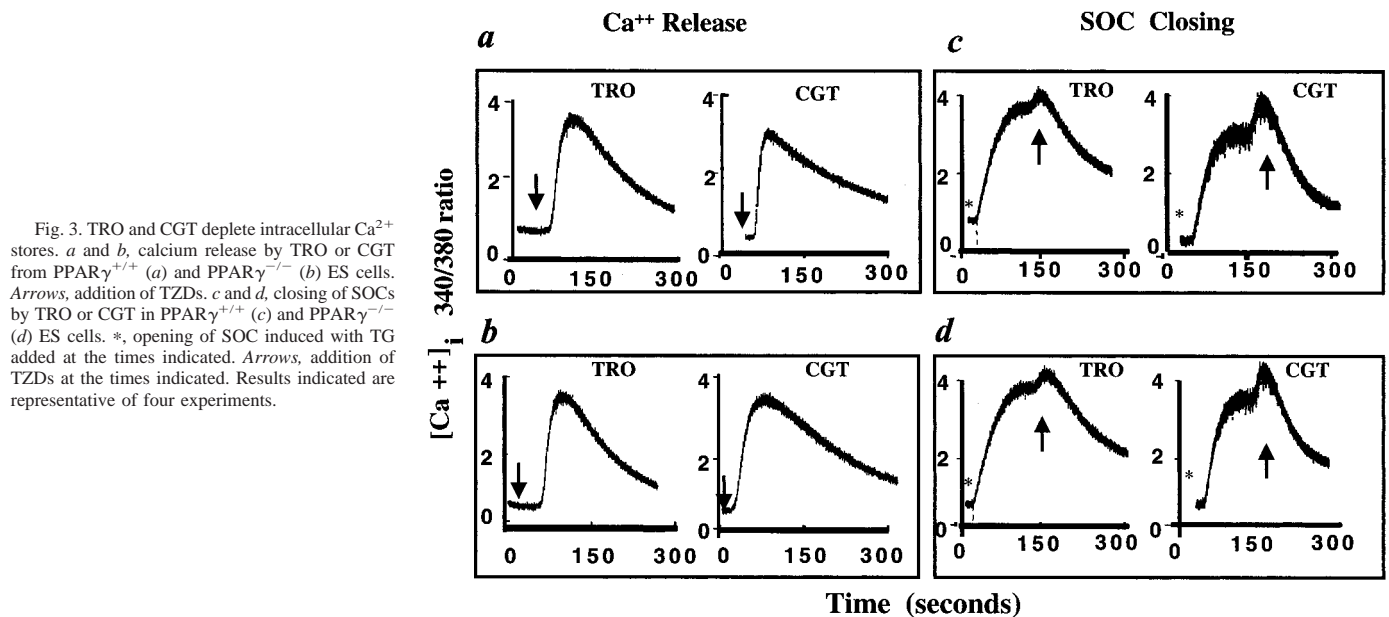 Fig. 3. TRO and CGT deplete intracellular Ca²⁺
stores. a and b, calcium release by TRO or CGT
from PPARγ⁺/⁺ (a) and PPARγ⁻/⁻ (b) ES cells.
Arrows, addition of TZDs. c and d, closing of SOCs
by TRO or CGT in PPARγ⁺/⁺ (c) and PPARγ⁻/⁻
(d) ES cells. *, opening of SOC induced with TG
added at the times indicated. Arrows, addition of
TZDs at the times indicated. Results indicated are
representative of four experiments.
Ca⁺⁺ Release
SOC Closing
[Ca ++]i 340/380 ratio
a
TRO
4
2
0
0 150 300
CGT
4
2
0
0 150 300
c
TRO
*
4
2
0
0 150 300
CGT
*
4
2
0
0 150 300
b
TRO
4
2
0
0 150 300
CGT
4
2
0
0 150 300
d
TRO
*
4
2
0
0 150 300
CGT
*
4
2
0
0 150 300
Time (seconds)